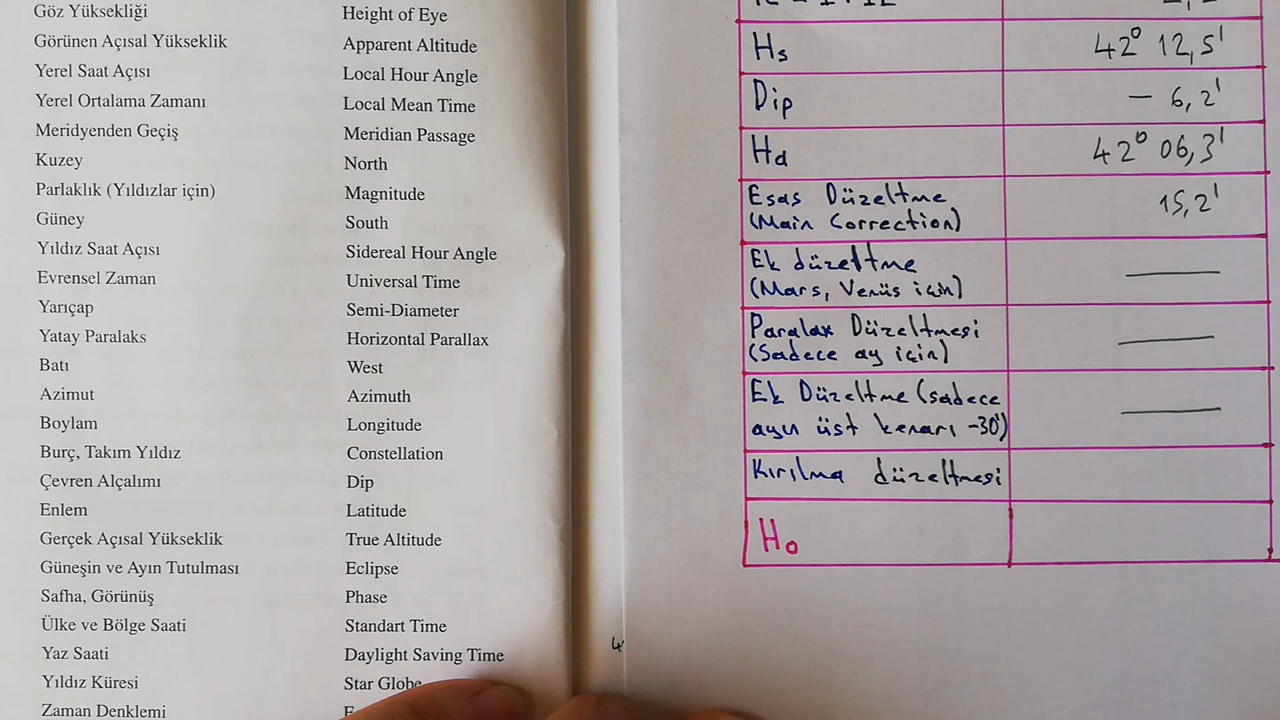 Göz Yüksekliği Height of Eye
Görünen Açısal Yükseklik Apparent Altitude
Yerel Saat Açısı Local Hour Angle
Yerel Ortalama Zamanı Local Mean Time
Meridyenden Geçiş Meridian Passage
Kuzey North
Parlaklık (Yıldızlar için) Magnitude
Güney South
Yıldız Saat Açısı Sidereal Hour Angle
Evrensel Zaman Universal Time
Yarıçap Semi-Diameter
Yatay Paralaks Horizontal Parallax
Batı West
Azimut Azimuth
Boylam Longitude
Burç, Takım Yıldız Constellation
Çevren Alçalımı Dip
Enlem Latitude
Gerçek Açısal Yükseklik True Altitude
Güneşin ve Ayın Tutulması Eclipse
Safha, Görünüş Phase
Ülke ve Bölge Saati Standart Time
Yaz Saati Daylight Saving Time
Yıldız Küresi Star Globe
Zaman Denklemi
Hs 42° 12,5'
Dip – 6,2'
Ha 42° 06,3'
Esas Düzeltme 15,2'
(Main Correction)
Ek düzeltme —
(Mars, Venüs için)
Paralax Düzeltmesi —
(Sadece ay için)
Ek Düzeltme (sadece —
ayın üst kenarı -30')
Kırılma düzeltmesi
Ho